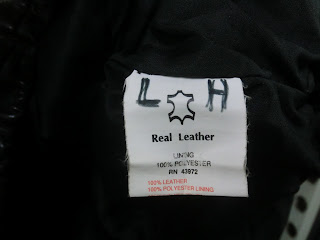 L H
Real Leather
LINING
100% POLYESTER
RN 43972
100% LEATHER
100% POLYESTER LINING